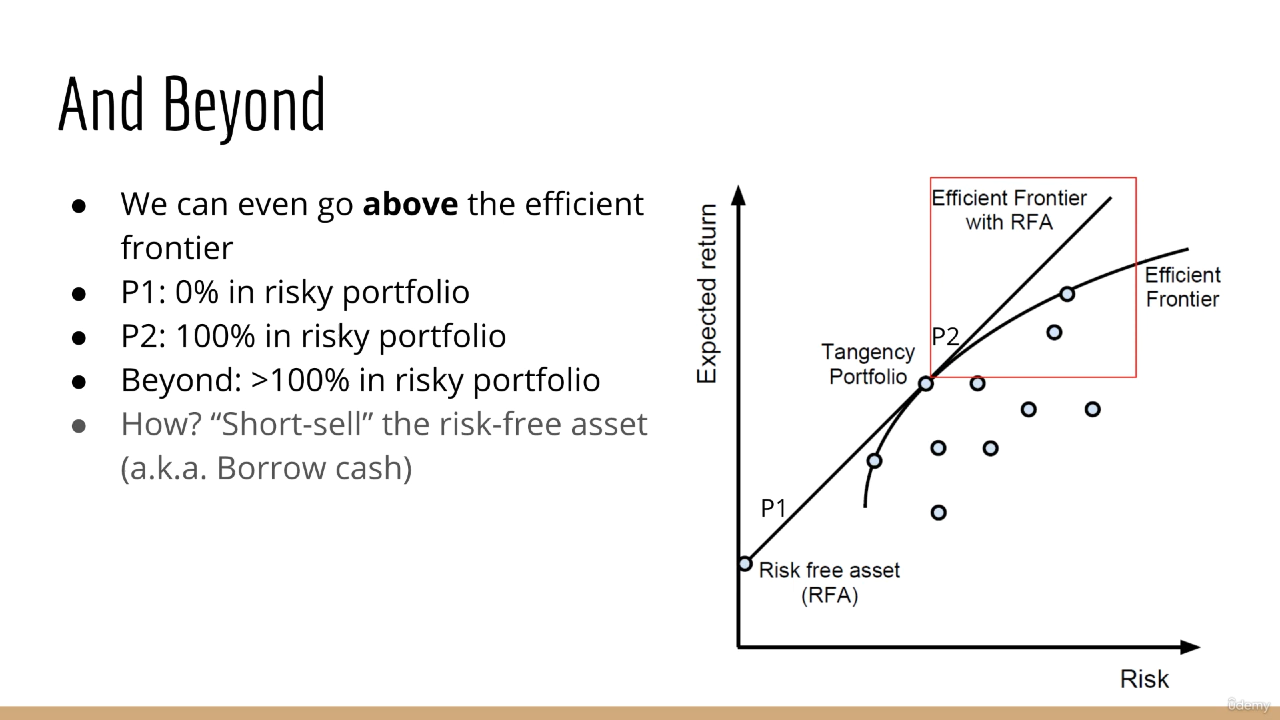 And Beyond
● We can even go above the efficient
frontier
● P1: 0% in risky portfolio
● P2: 100% in risky portfolio
● Beyond: >100% in risky portfolio
● How? “Short-sell” the risk-free asset
(a.k.a. Borrow cash)
Expected return
Efficient Frontier
with RFA
Efficient
Frontier
P2
Tangency
Portfolio
P1
Risk free asset
(RFA)
Risk
ûdemy